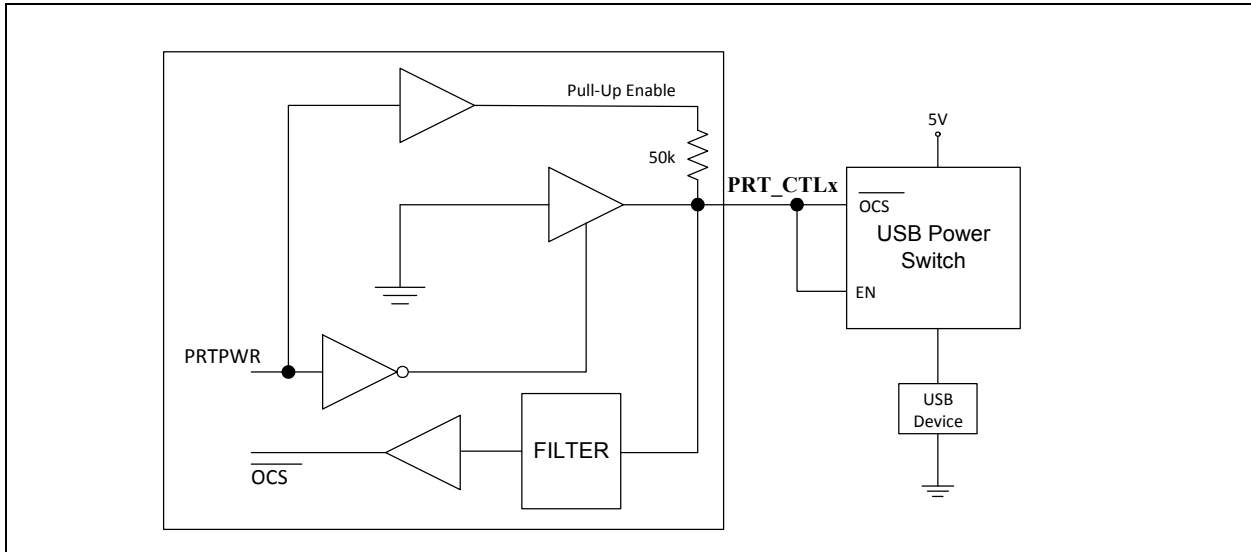 Pull-Up Enable
5V
50k
PRT_CTLx
OCS
USB Power
Switch
EN
PRTPWR
USB
Device
FILTER
OCS